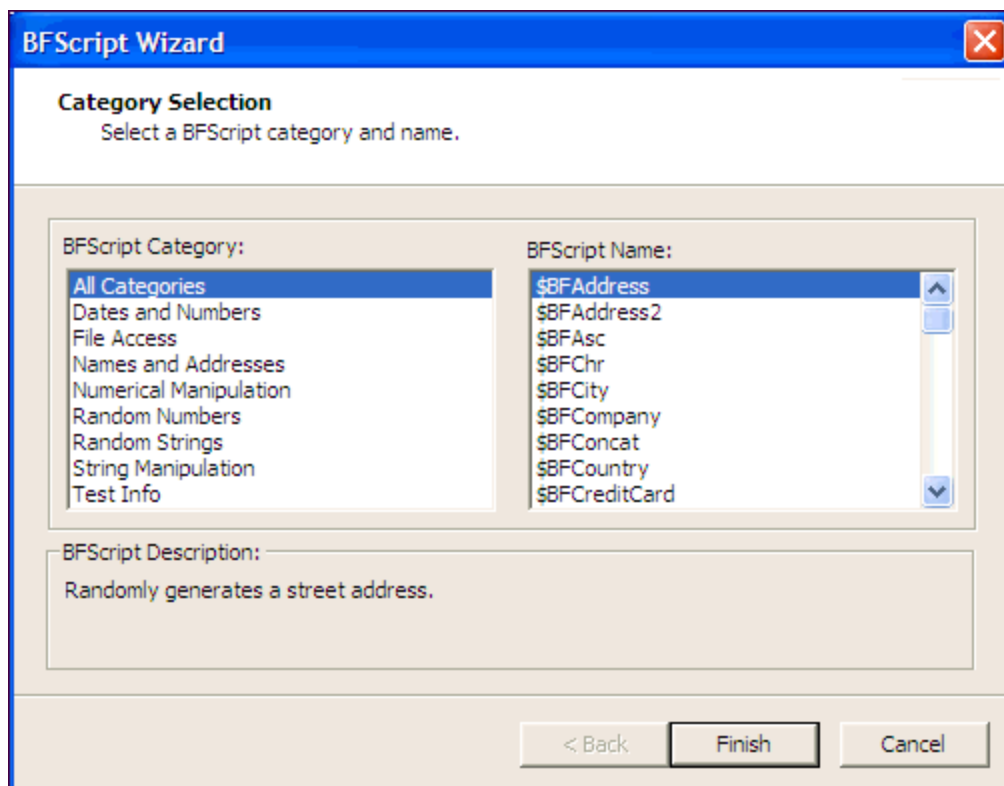 BFScript Wizard
Category Selection
Select a BFScript category and name.
BFScript Category:
All Categories
Dates and Numbers
File Access
Names and Addresses
Numerical Manipulation
Random Numbers
Random Strings
String Manipulation
Test Info
BFScript Name:
$BFAddress
$BFAddress2
$BFAsc
$BFChr
$BFCity
$BFCompany
$BFConcat
$BFCountry
$BFCreditCard
BFScript Description:
Randomly generates a street address.
< Back
Finish
Cancel